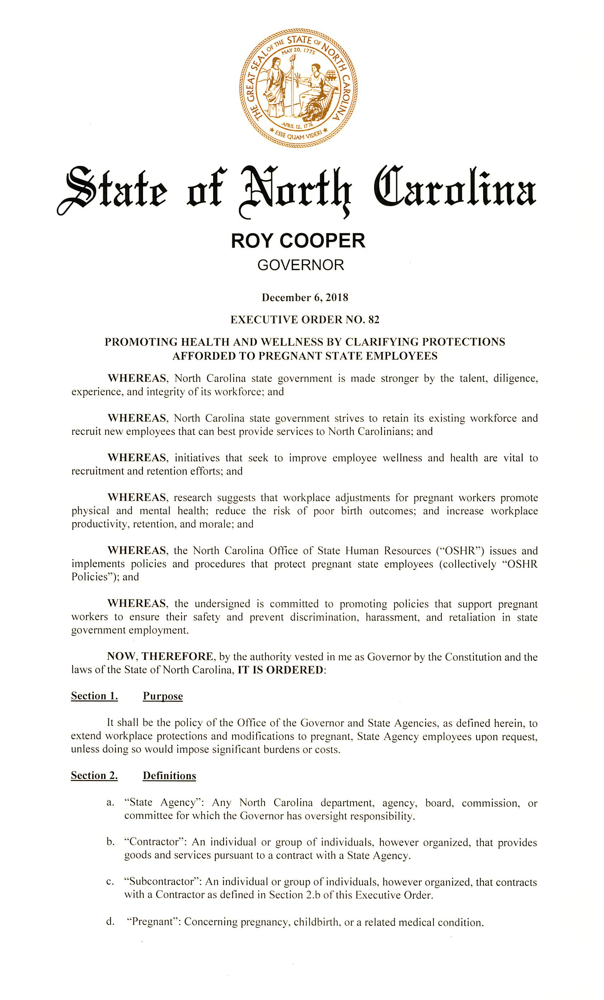 THE GREAT SEAL OF THE STATE OF NORTH CAROLINA
MAY 20, 1775
APRIL 12, 1776
★ ESSE QUAM VIDERI ★
State of North Carolina
ROY COOPER
GOVERNOR
December 6, 2018
EXECUTIVE ORDER NO. 82
PROMOTING HEALTH AND WELLNESS BY CLARIFYING PROTECTIONS
AFFORDED TO PREGNANT STATE EMPLOYEES
WHEREAS, North Carolina state government is made stronger by the talent, diligence,
experience, and integrity of its workforce; and
WHEREAS, North Carolina state government strives to retain its existing workforce and
recruit new employees that can best provide services to North Carolinians; and
WHEREAS, initiatives that seek to improve employee wellness and health are vital to
recruitment and retention efforts; and
WHEREAS, research suggests that workplace adjustments for pregnant workers promote
physical and mental health; reduce the risk of poor birth outcomes; and increase workplace
productivity, retention, and morale; and
WHEREAS, the North Carolina Office of State Human Resources (“OSHR”) issues and
implements policies and procedures that protect pregnant state employees (collectively “OSHR
Policies”); and
WHEREAS, the undersigned is committed to promoting policies that support pregnant
workers to ensure their safety and prevent discrimination, harassment, and retaliation in state
government employment.
NOW, THEREFORE, by the authority vested in me as Governor by the Constitution and the
laws of the State of North Carolina, IT IS ORDERED:
Section 1. Purpose
It shall be the policy of the Office of the Governor and State Agencies, as defined herein, to
extend workplace protections and modifications to pregnant, State Agency employees upon request,
unless doing so would impose significant burdens or costs.
Section 2. Definitions
a. “State Agency”: Any North Carolina department, agency, board, commission, or
committee for which the Governor has oversight responsibility.
b. “Contractor”: An individual or group of individuals, however organized, that provides
goods and services pursuant to a contract with a State Agency.
c. “Subcontractor”: An individual or group of individuals, however organized, that contracts
with a Contractor as defined in Section 2.b of this Executive Order.
d. “Pregnant”: Concerning pregnancy, childbirth, or a related medical condition.